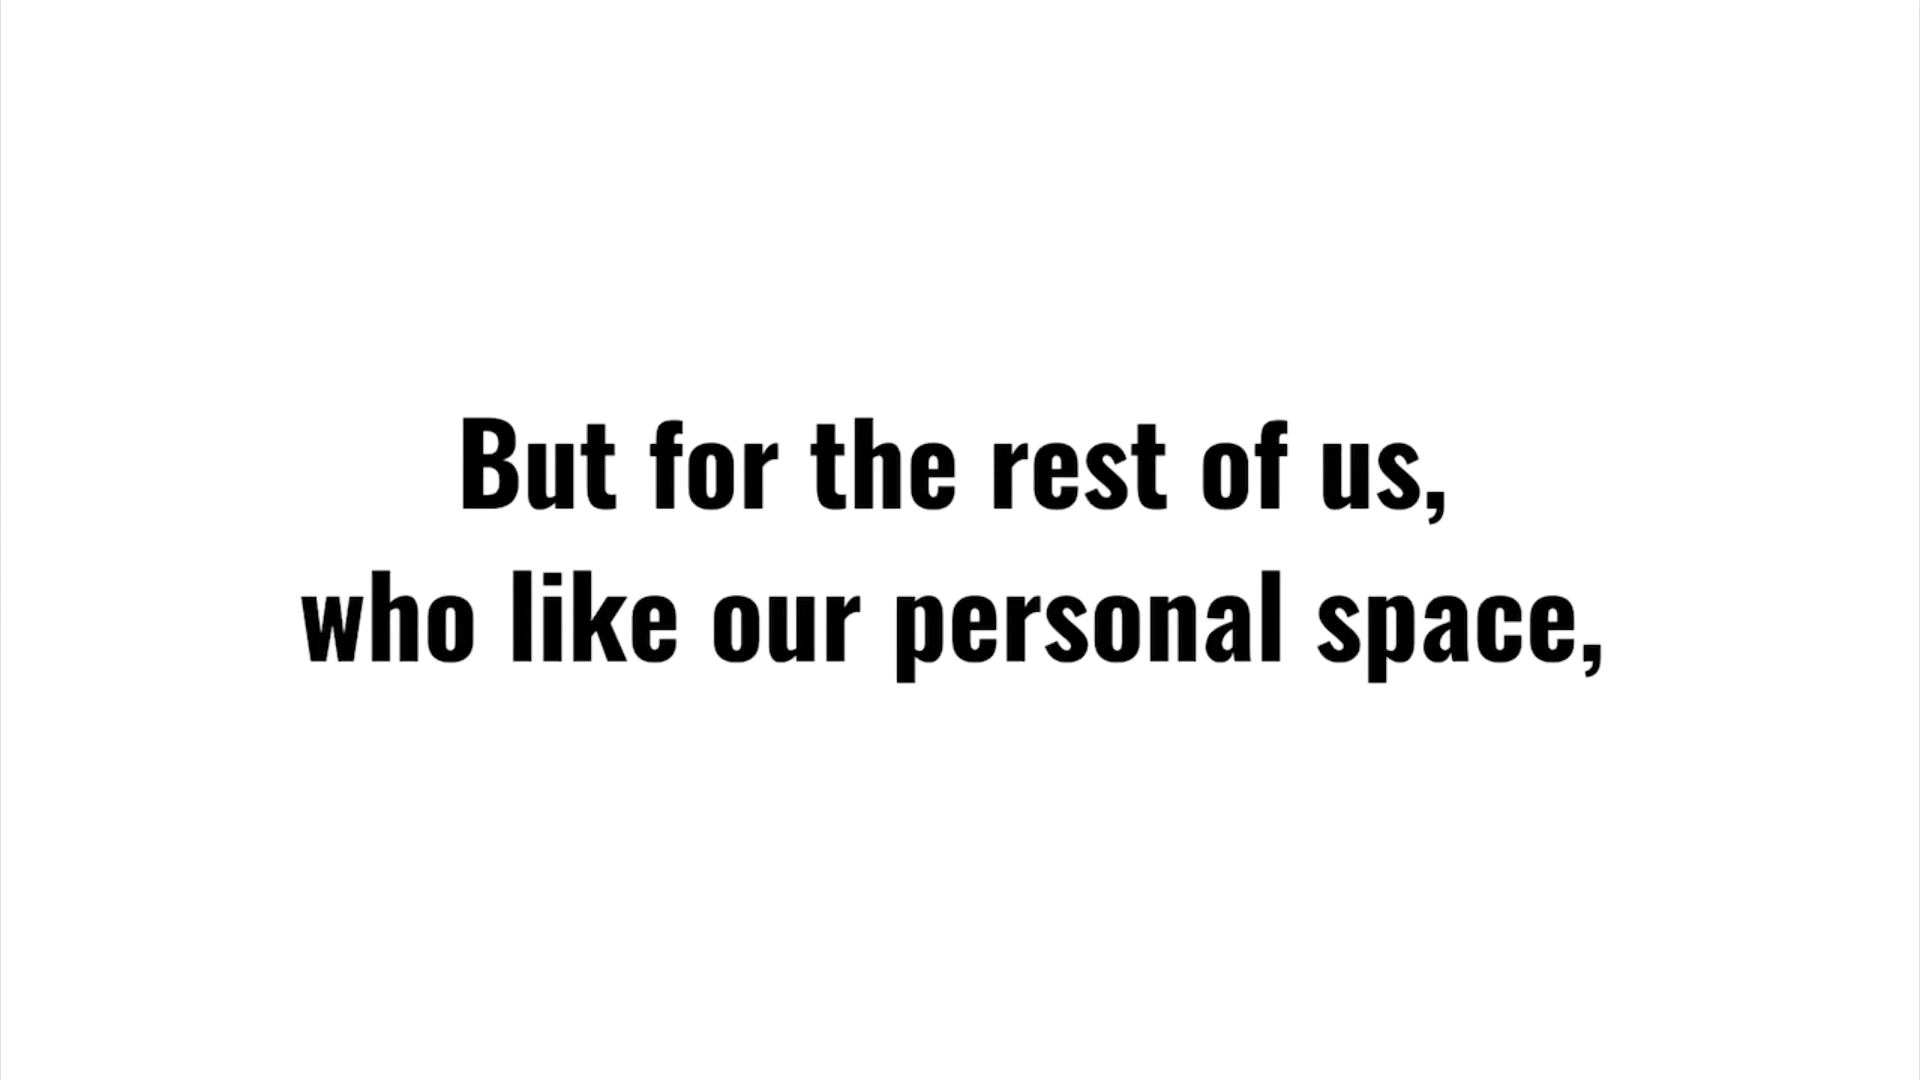 But for the rest of us,
who like our personal space,